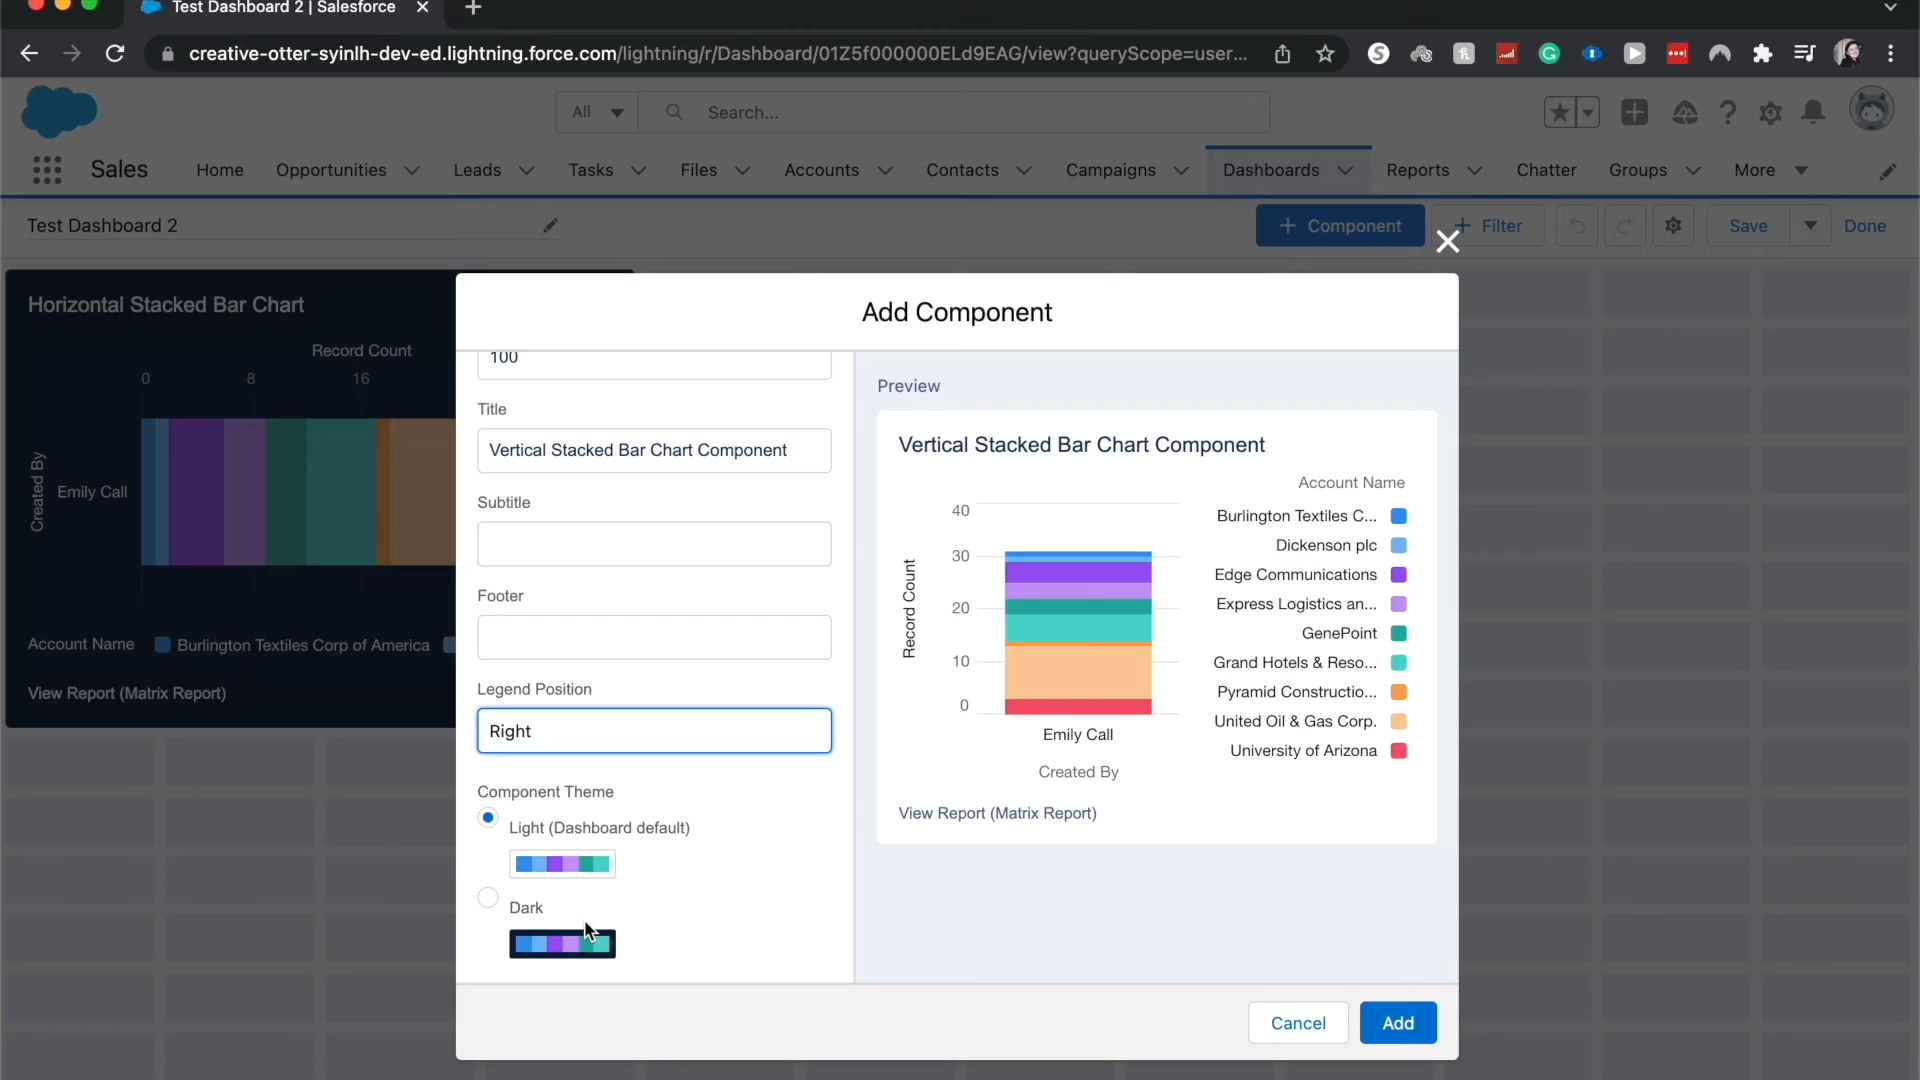 Test Dashboard 2 | Salesforce
creative-otter-syinlh-dev-ed.lightning.force.com/lightning/r/Dashboard/01Z5f000000ELd9EAG/view?queryScope=user...
All
Search...
Sales
Home
Opportunities
Leads
Tasks
Files
Accounts
Contacts
Campaigns
Dashboards
Reports
Chatter
Groups
More
Test Dashboard 2
+ Component
+ Filter
Save
Done
Horizontal Stacked Bar Chart
Record Count
0
8
16
Created By
Emily Call
Account Name
Burlington Textiles Corp of America
View Report (Matrix Report)
Add Component
100
Title
Vertical Stacked Bar Chart Component
Subtitle
Footer
Legend Position
Right
Component Theme
Light (Dashboard default)
Dark
Preview
Vertical Stacked Bar Chart Component
Record Count
40
30
20
10
0
Emily Call
Created By
Account Name
Burlington Textiles C...
Dickenson plc
Edge Communications
Express Logistics an...
GenePoint
Grand Hotels & Reso...
Pyramid Constructio...
United Oil & Gas Corp.
University of Arizona
View Report (Matrix Report)
Cancel
Add